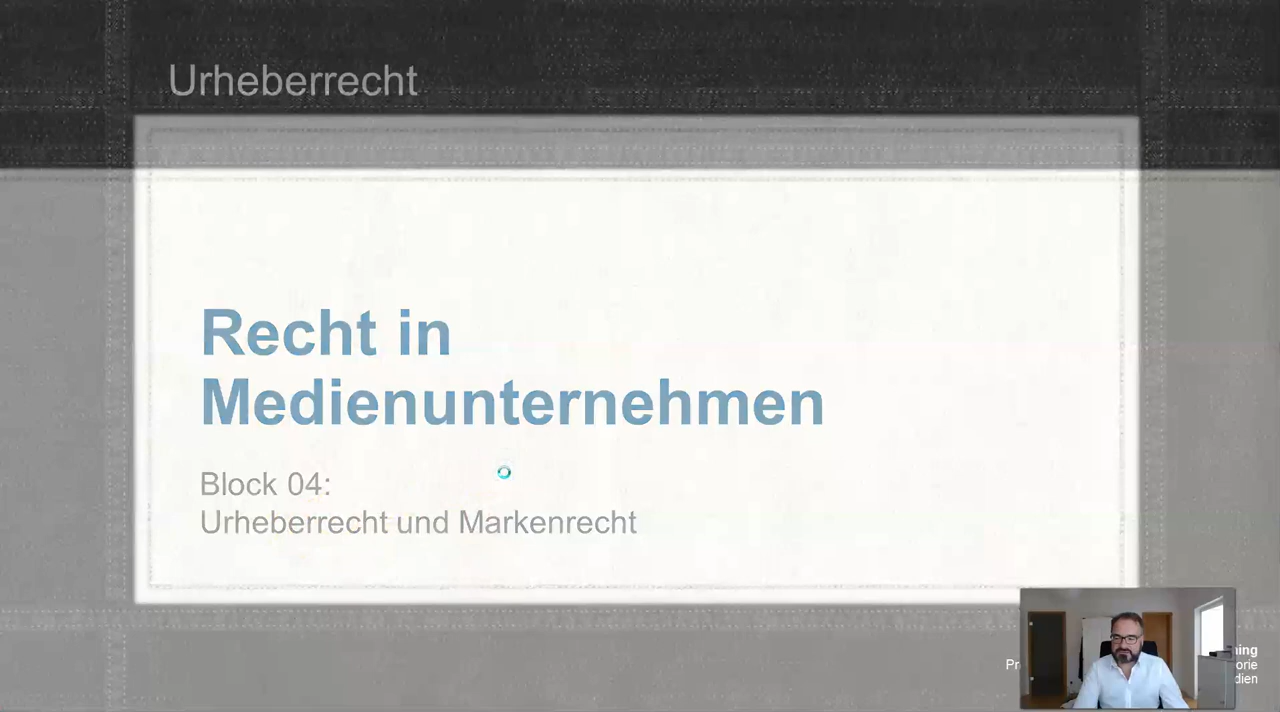 Urheberrecht
Recht in
Medienunternehmen
Block 04:
Urheberrecht und Markenrecht